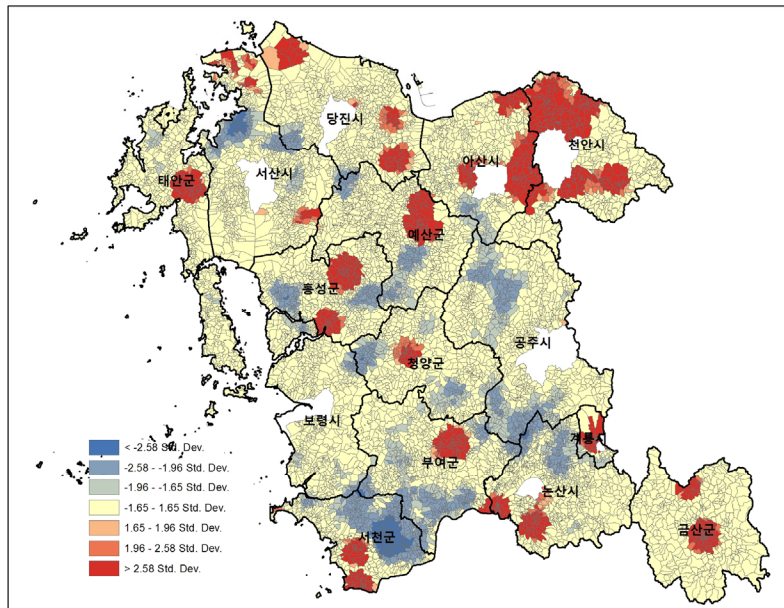 당진시
천안시
아산시
서산시
태안군
예산군
홍성군
공주시
청양군
보령시
계룡시
부여군
논산시
금산군
서천군
< -2.58 Std. Dev.
-2.58 - -1.96 Std. Dev.
-1.96 - -1.65 Std. Dev.
-1.65 - 1.65 Std. Dev.
1.65 - 1.96 Std. Dev.
1.96 - 2.58 Std. Dev.
> 2.58 Std. Dev.